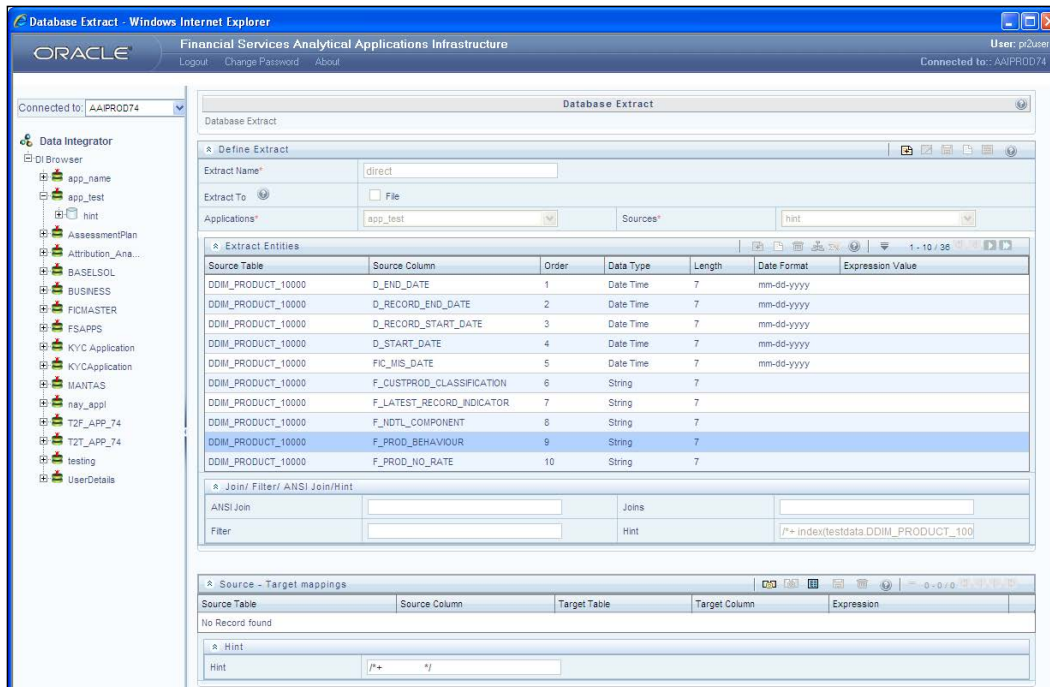 Database Extract - Windows Internet Explorer
ORACLE
Financial Services Analytical Applications Infrastructure
User: pr2user
Logout Change Password About
Connected to:: AAIPROD74
Connected to: AAIPROD74
Data Integrator
DI Browser
app_name
app_test
hint
AssessmentPlan
Attribution_Ana...
BASELSOL
BUSINESS
FICMASTER
FSAPPS
KYC Application
KYCApplication
MANTAS
nay_appl
T2F_APP_74
T2T_APP_74
testing
UserDetails
Database Extract
Database Extract
Define Extract
Extract Name* direct
Extract To File
Applications* app_test Sources* hint
Extract Entities 1 - 10 / 36
Source Table Source Column Order Data Type Length Date Format Expression Value
DDIM_PRODUCT_10000 D_END_DATE 1 Date Time 7 mm-dd-yyyy
DDIM_PRODUCT_10000 D_RECORD_END_DATE 2 Date Time 7 mm-dd-yyyy
DDIM_PRODUCT_10000 D_RECORD_START_DATE 3 Date Time 7 mm-dd-yyyy
DDIM_PRODUCT_10000 D_START_DATE 4 Date Time 7 mm-dd-yyyy
DDIM_PRODUCT_10000 FIC_MIS_DATE 5 Date Time 7 mm-dd-yyyy
DDIM_PRODUCT_10000 F_CUSTPROD_CLASSIFICATION 6 String 7
DDIM_PRODUCT_10000 F_LATEST_RECORD_INDICATOR 7 String 7
DDIM_PRODUCT_10000 F_NDTL_COMPONENT 8 String 7
DDIM_PRODUCT_10000 F_PROD_BEHAVIOUR 9 String 7
DDIM_PRODUCT_10000 F_PROD_NO_RATE 10 String 7
Join/ Filter/ ANSI Join/Hint
ANSI Join Joins
Filter Hint /*+ index(testdata.DDIM_PRODUCT_100
Source - Target mappings 0 - 0 / 0
Source Table Source Column Target Table Target Column Expression
No Record found
Hint
Hint /*+ */